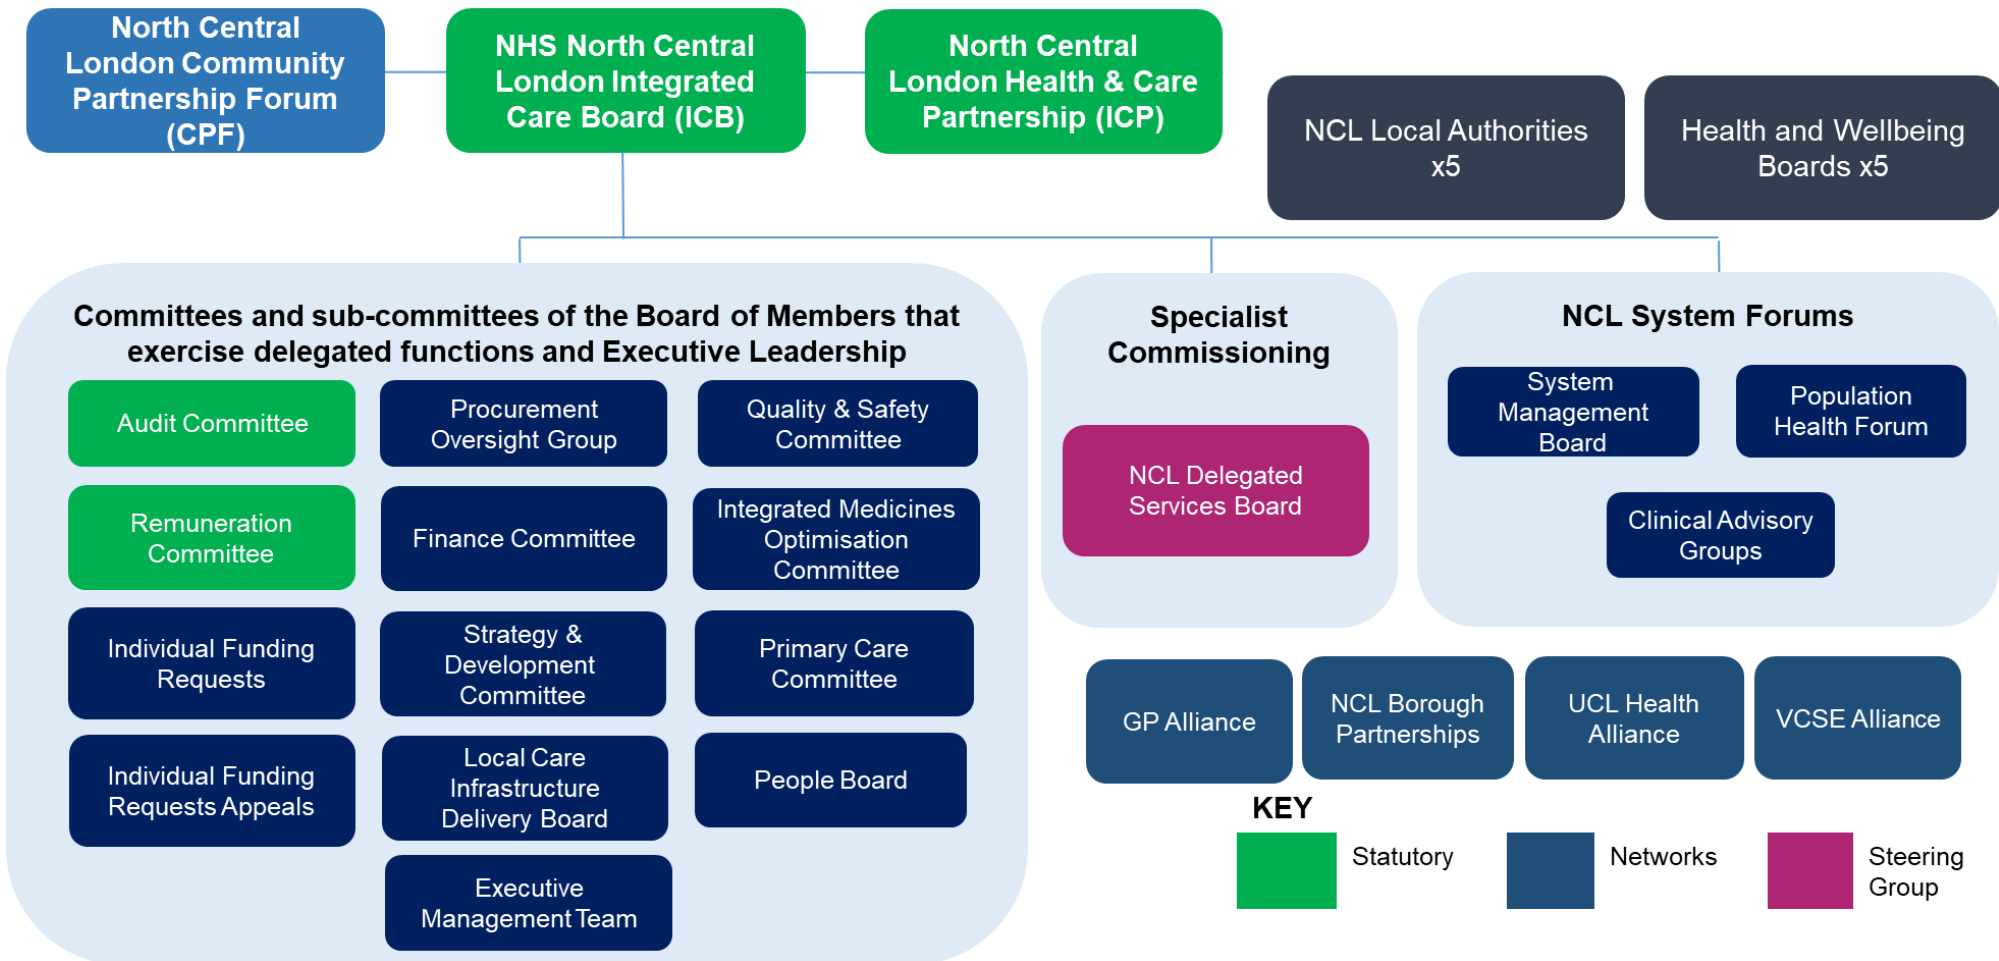 North Central
London Community
Partnership Forum
(CPF)
NHS North Central
London Integrated
Care Board (ICB)
North Central
London Health & Care
Partnership (ICP)
NCL Local Authorities
x5
Health and Wellbeing
Boards x5
Committees and sub-committees of the Board of Members that
exercise delegated functions and Executive Leadership
Audit Committee
Procurement
Oversight Group
Quality & Safety
Committee
Remuneration
Committee
Finance Committee
Integrated Medicines
Optimisation
Committee
Individual Funding
Requests
Strategy &
Development
Committee
Primary Care
Committee
Individual Funding
Requests Appeals
Local Care
Infrastructure
Delivery Board
People Board
Executive
Management Team
Specialist
Commissioning
NCL Delegated
Services Board
NCL System Forums
System
Management
Board
Population
Health Forum
Clinical Advisory
Groups
GP Alliance
NCL Borough
Partnerships
UCL Health
Alliance
VCSE Alliance
KEY
Statutory
Networks
Steering
Group